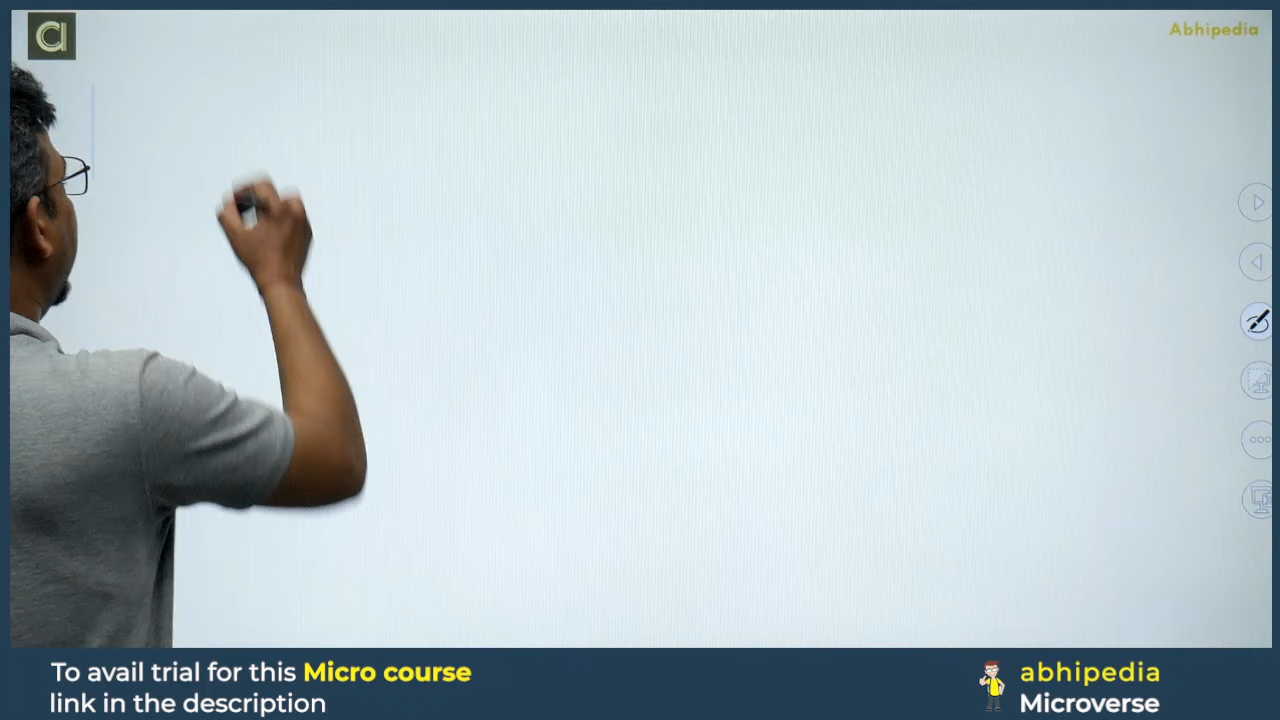 Abhipedia
To avail trial for this Micro course
link in the description
abhipedia
Microverse